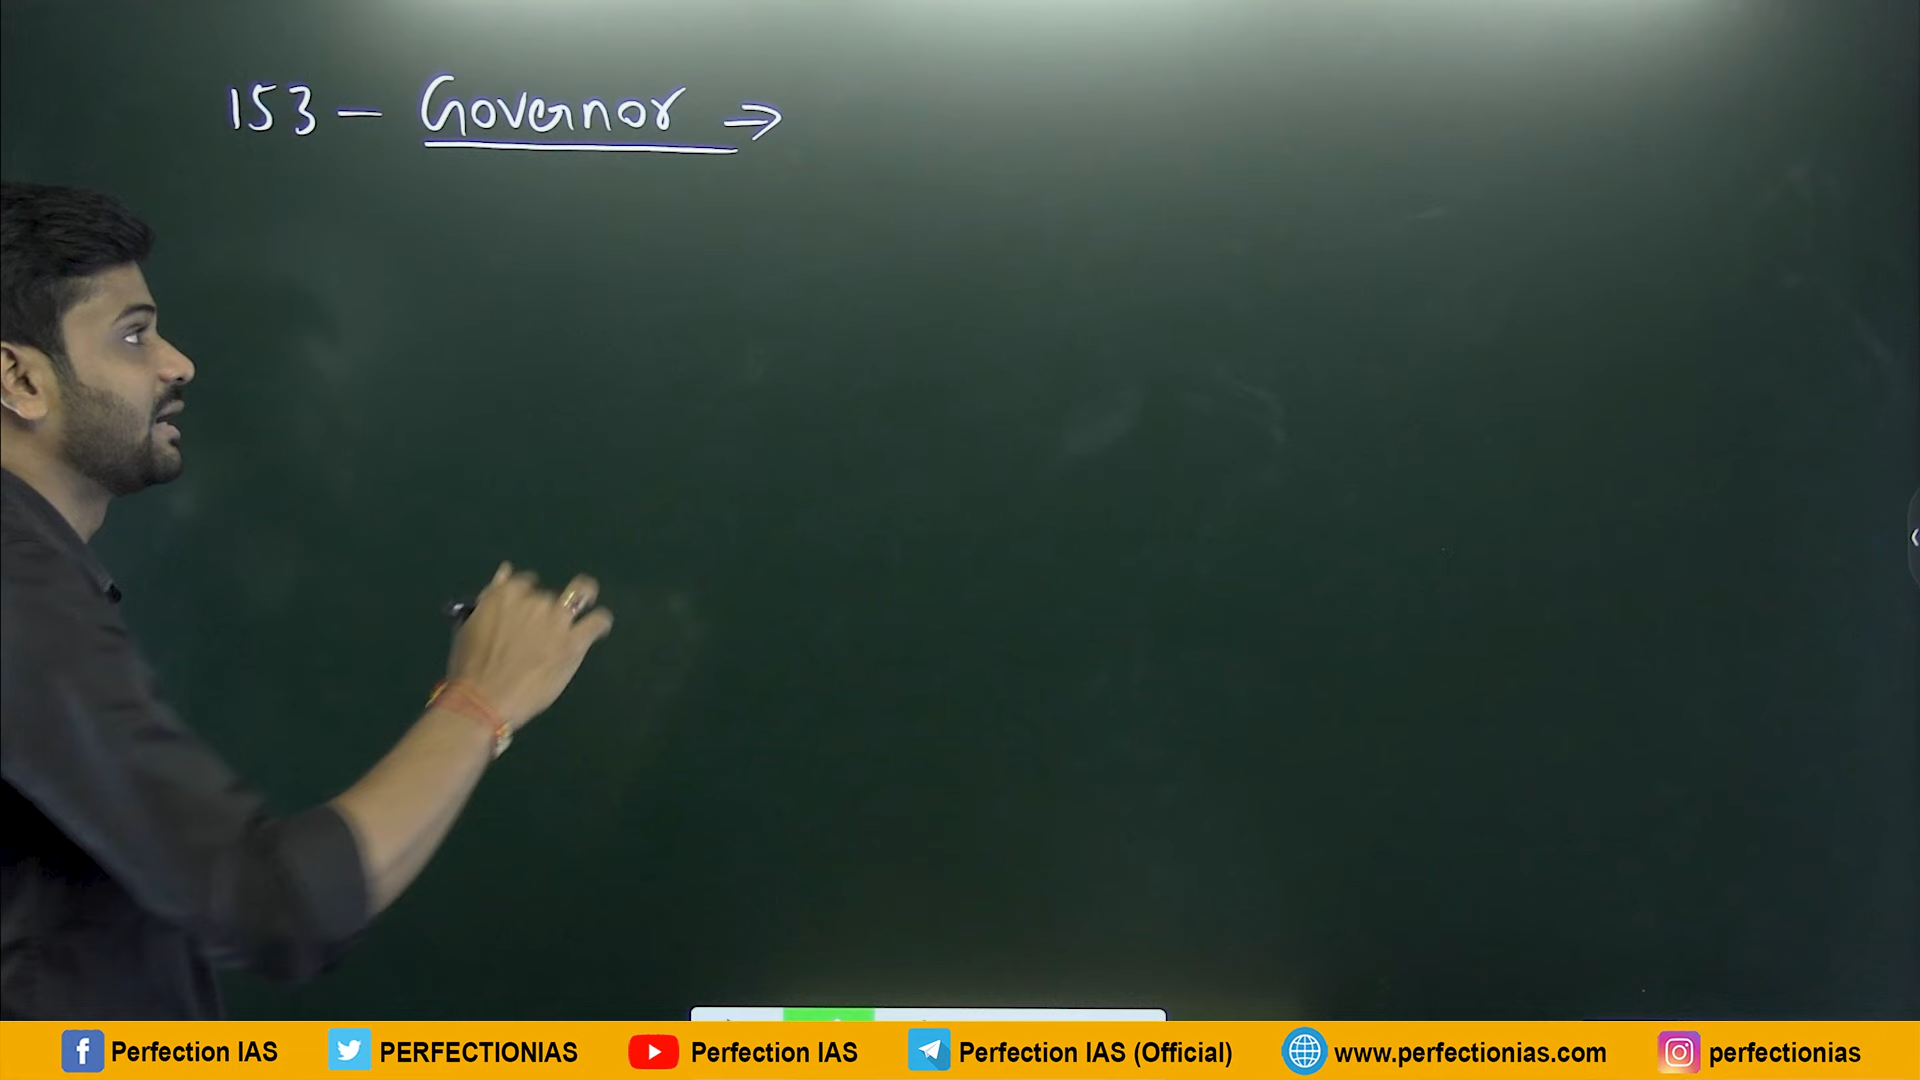 153 - Governor →
Perfection IAS PERFECTIONIAS Perfection IAS Perfection IAS (Official) www.perfectionias.com perfectionias